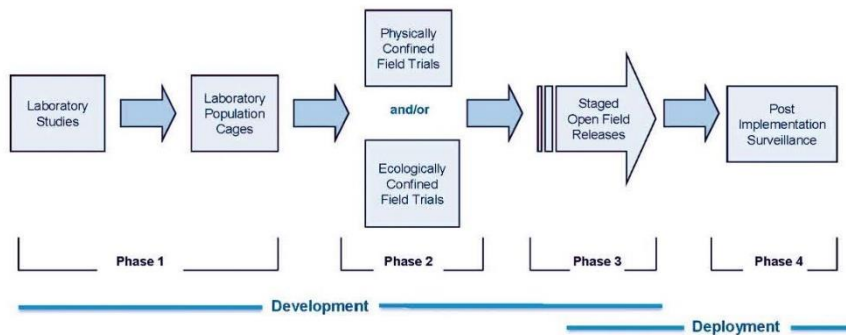 Laboratory
Studies
Laboratory
Population
Cages
Physically
Confined
Field Trials
and/or
Ecologically
Confined
Field Trials
Staged
Open Field
Releases
Post
Implementation
Surveillance
Phase 1
Phase 2
Phase 3
Phase 4
Development
Deployment